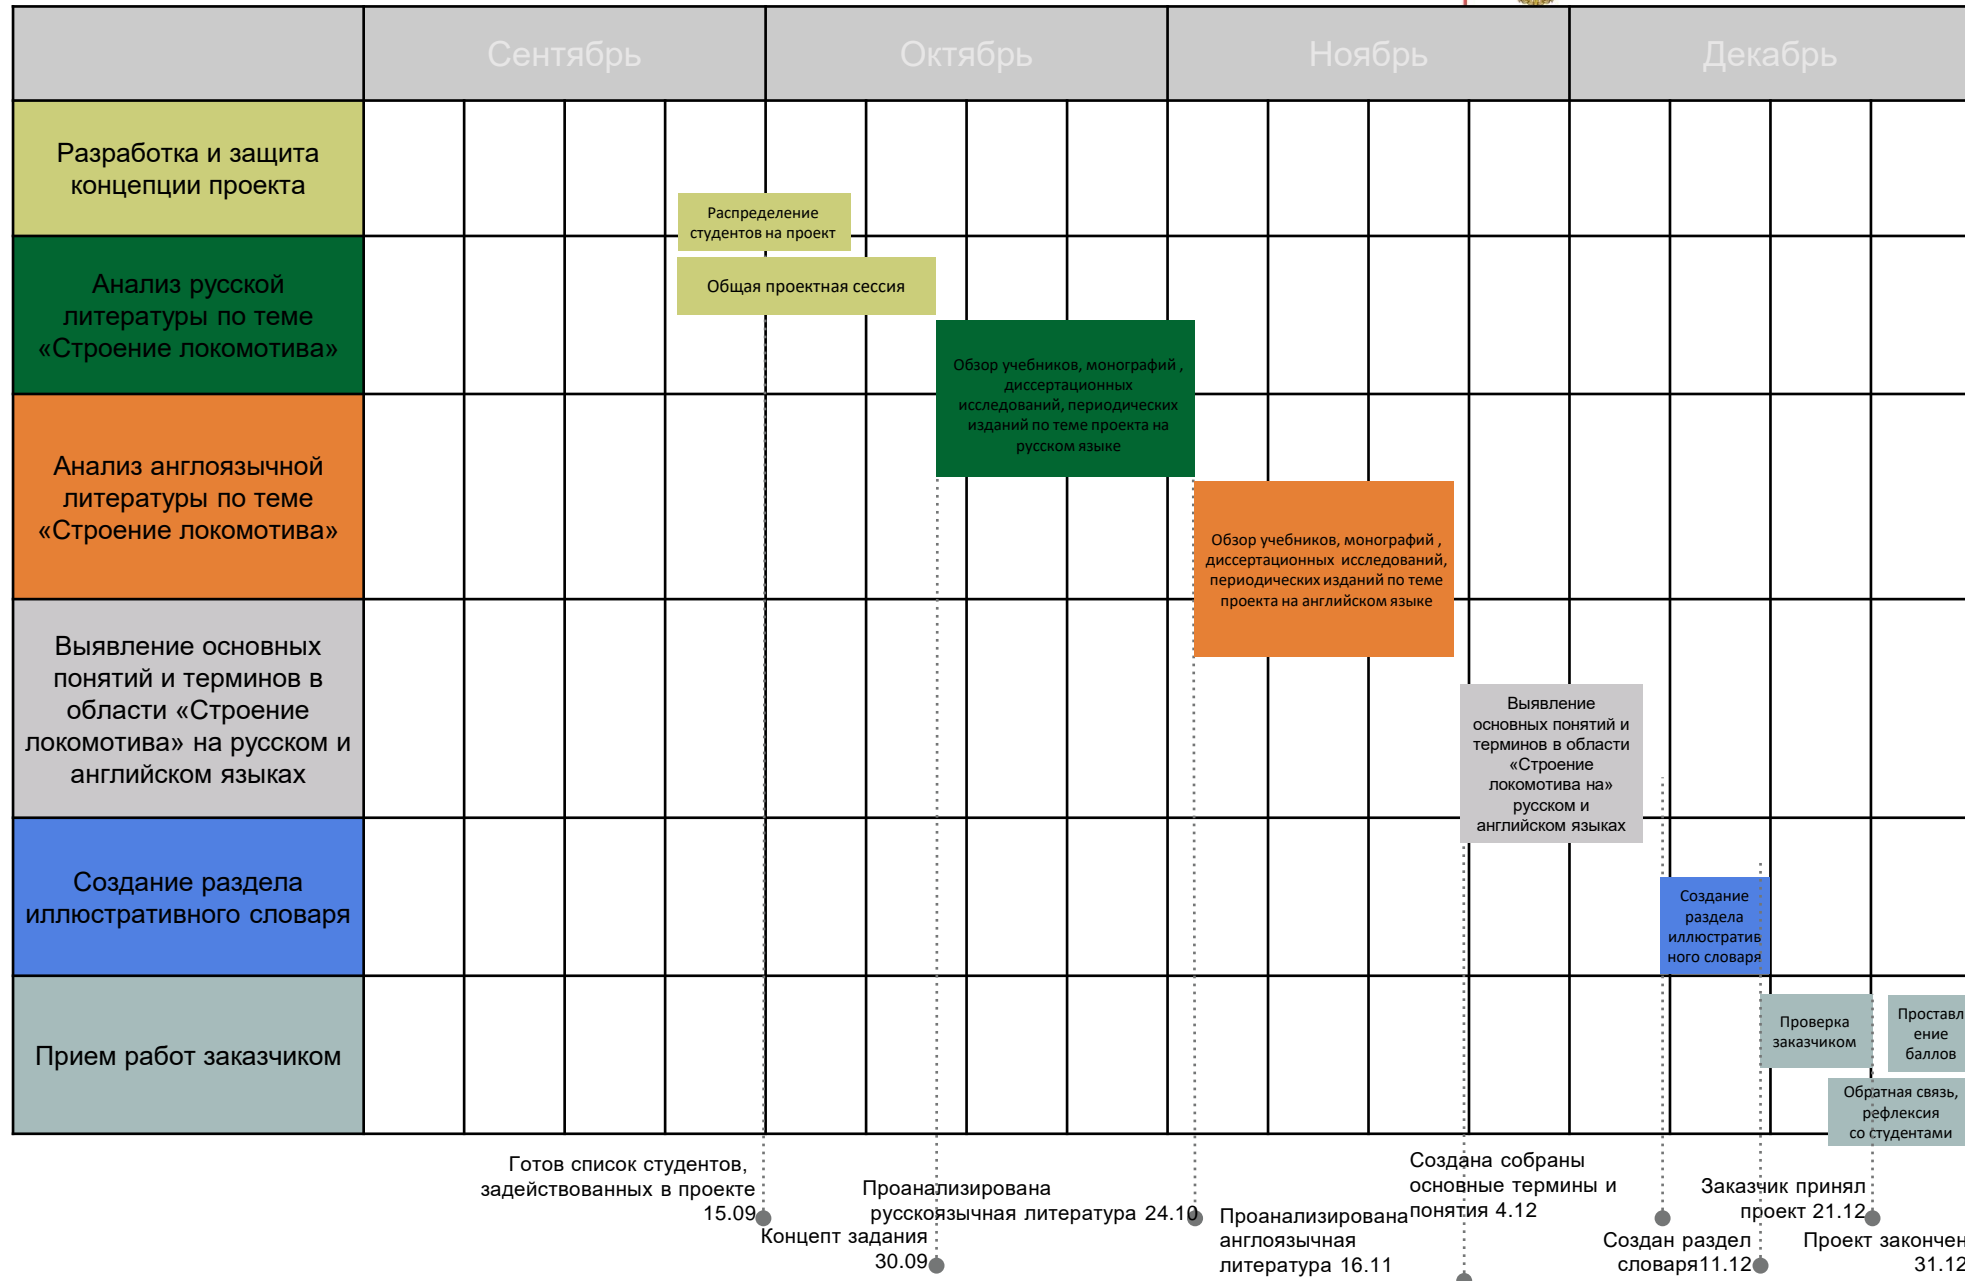 Сентябрь
Октябрь
Ноябрь
Декабрь
Разработка и защита
концепции проекта
Распределение
студентов на проект
Анализ русской
литературы по теме
«Строение локомотива»
Общая проектная сессия
Обзор учебников, монографий ,
диссертационных
исследований, периодических
изданий по теме проекта на
русском языке
Анализ англоязычной
литературы по теме
«Строение локомотива»
Обзор учебников, монографий ,
диссертационных исследований,
периодических изданий по теме
проекта на английском языке
Выявление основных
понятий и терминов в
области «Строение
локомотива» на русском и
английском языках
Выявление
основных понятий и
терминов в области
«Строение
локомотива на»
русском и
английском языках
Создание раздела
иллюстративного словаря
Создание
раздела
иллюстратив
ного словаря
Прием работ заказчиком
Проверка
заказчиком
Проставл
ение
баллов
Обратная связь,
рефлексия
со студентами
Готов список студентов,
задействованных в проекте
15.09
Концепт задания
30.09
Проанализирована
русскоязычная литература 24.10
Проанализирована
англоязычная
литература 16.11
Создана собраны
основные термины и
понятия 4.12
Создан раздел
словаря11.12
Заказчик принял
проект 21.12
Проект закончен
31.12